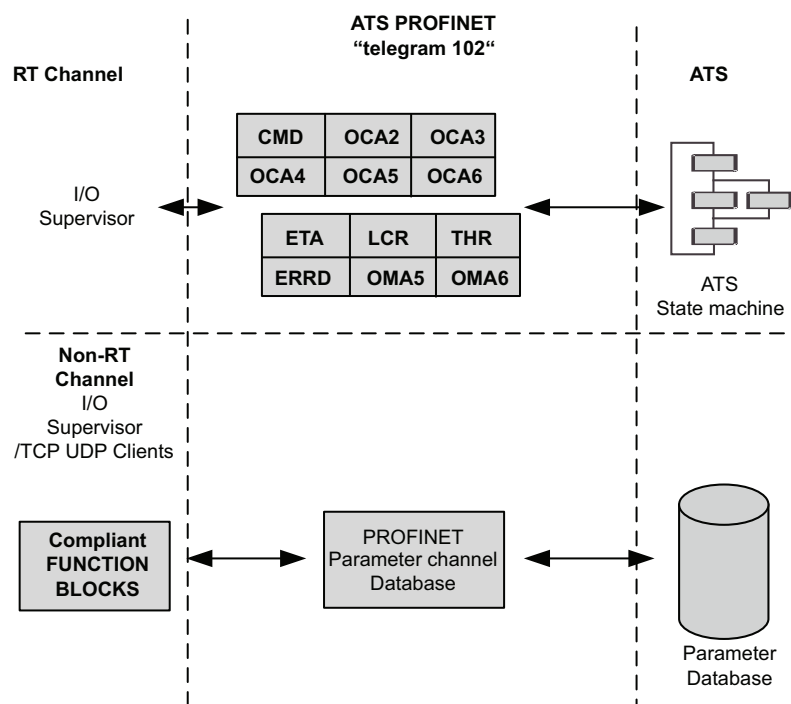 ATS PROFINET
“telegram 102“
RT Channel
ATS
CMD OCA2 OCA3
OCA4 OCA5 OCA6
I/O
Supervisor
ETA LCR THR
ERRD OMA5 OMA6
ATS
State machine
Non-RT
Channel
I/O
Supervisor
/TCP UDP Clients
Compliant
FUNCTION
BLOCKS
PROFINET
Parameter channel
Database
Parameter
Database